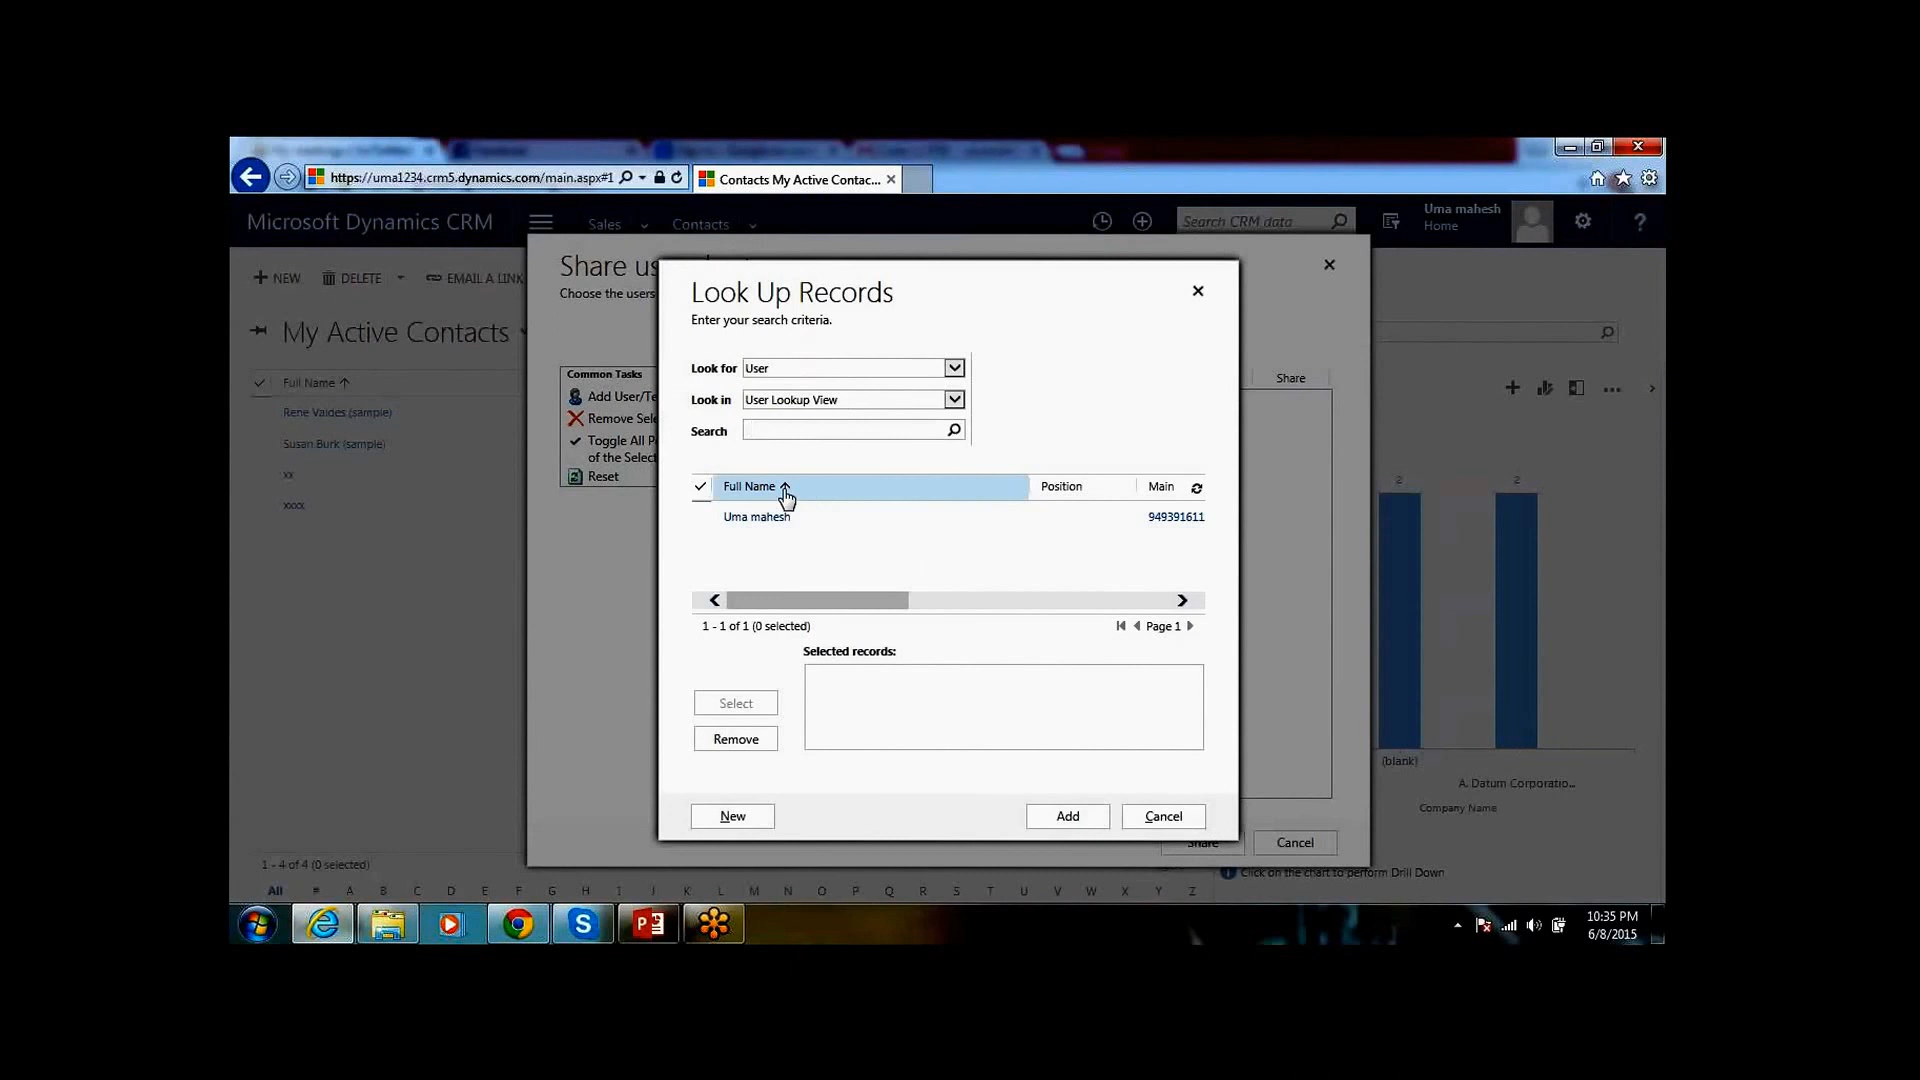 https://uma1234.crm5.dynamics.com/main.aspx#1
Contacts My Active Contac...
Microsoft Dynamics CRM
Sales
Contacts
Search CRM data
Uma mahesh
Home
?
NEW
DELETE
EMAIL A LINK
My Active Contacts
Full Name
Rene Valdes (sample)
Susan Burk (sample)
xx
xxxx
1 - 4 of 4 (0 selected)
All # A B C D E F G H I J K L M N O P Q R S T U V W X Y Z
Share
Choose the users
Common Tasks
Add User/Te
Remove Sele
Toggle All P
of the Select
Reset
Share
Share
Cancel
Look Up Records
Enter your search criteria.
Look for User
Look in User Lookup View
Search
Full Name Position Main
Uma mahesh 949391611
1 - 1 of 1 (0 selected)
Page 1
Selected records:
Select
Remove
New
Add
Cancel
2 2
(blank)
A. Datum Corporatio...
Company Name
Click on the chart to perform Drill Down
10:35 PM
6/8/2015